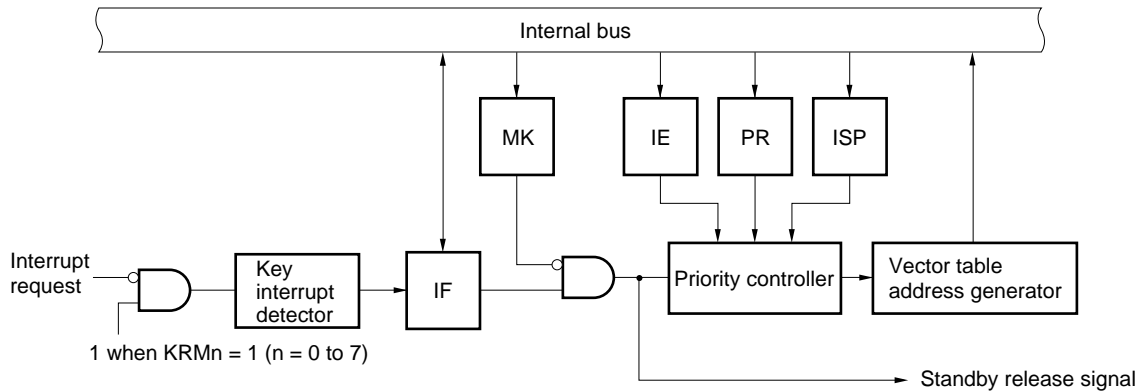 Internal bus
MK
IE
PR
ISP
Interrupt
request
Key
interrupt
detector
IF
Priority controller
Vector table
address generator
1 when KRMn = 1 (n = 0 to 7)
Standby release signal